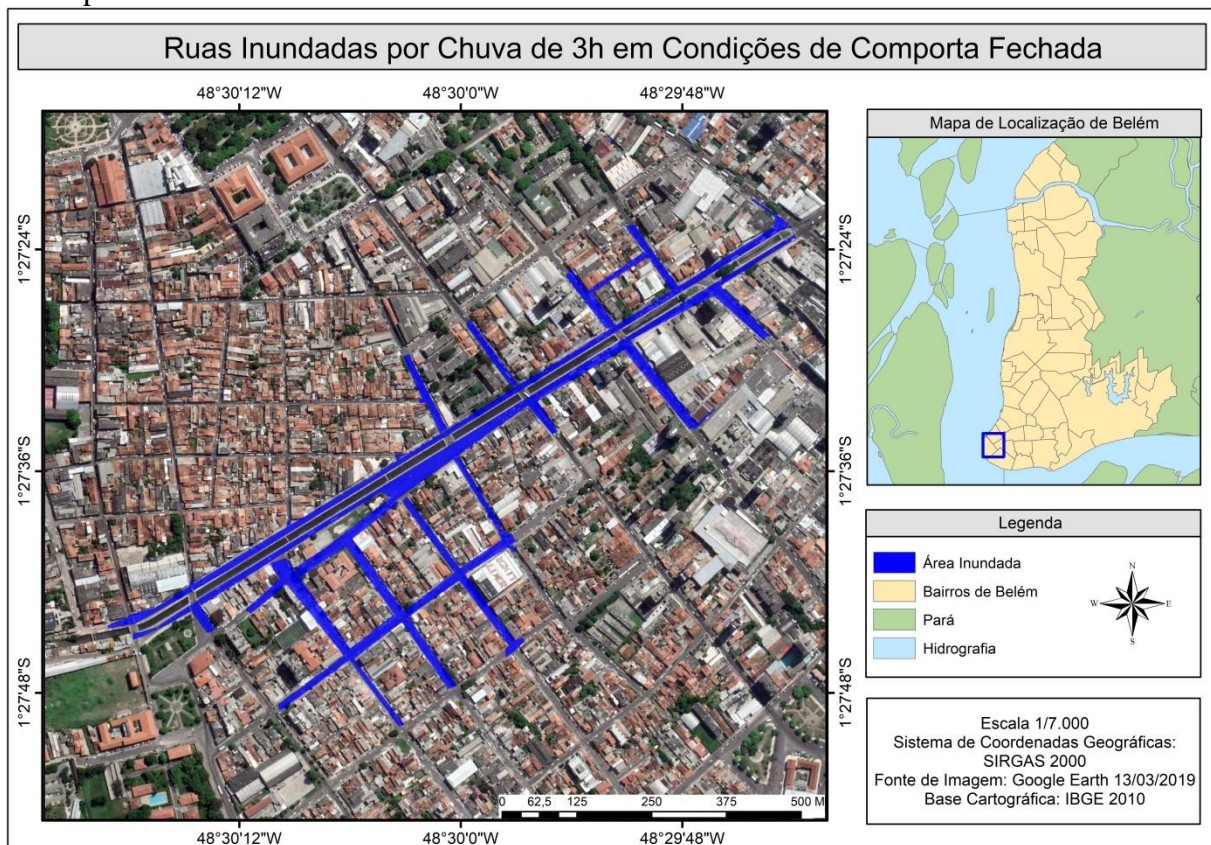 Ruas Inundadas por Chuva de 3h em Condições de Comporta Fechada
48°30'12"W
48°30'0"W
48°29'48"W
1°27'24"S
1°27'24"S
1°27'36"S
1°27'36"S
1°27'48"S
1°27'48"S
0 62,5 125 250 375 500 M
48°30'12"W
48°30'0"W
48°29'48"W
Mapa de Localização de Belém
Legenda
Área Inundada
Bairros de Belém
Pará
Hidrografia
N
W
E
S
Escala 1/7.000
Sistema de Coordenadas Geográficas:
SIRGAS 2000
Fonte de Imagem: Google Earth 13/03/2019
Base Cartográfica: IBGE 2010